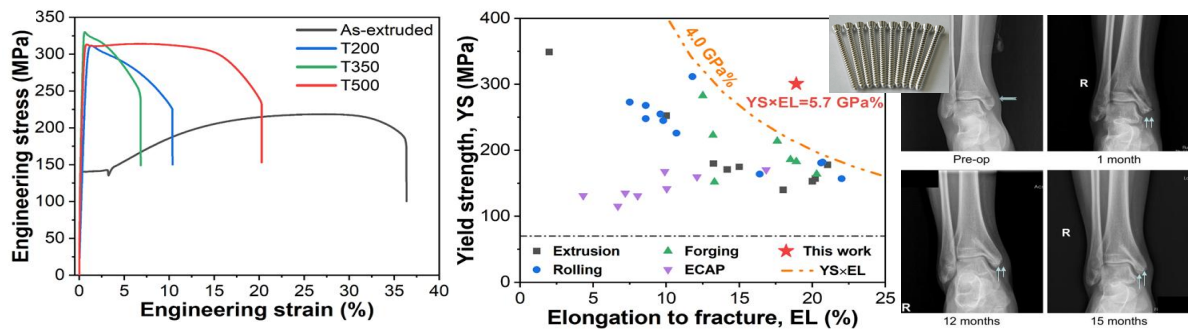 Engineering stress (MPa)
350
300
250
200
150
100
50
0
As-extruded
T200
T350
T500
0 5 10 15 20 25 30 35 40
Engineering strain (%)
Yield strength, YS (MPa)
400
300
200
100
0
4.0 GPa%
YS×EL=5.7 GPa%
Extrusion
Forging
This work
Rolling
ECAP
YS×EL
0 5 10 15 20 25
Elongation to fracture, EL (%)
R
Pre-op
1 month
R
R
12 months
15 months